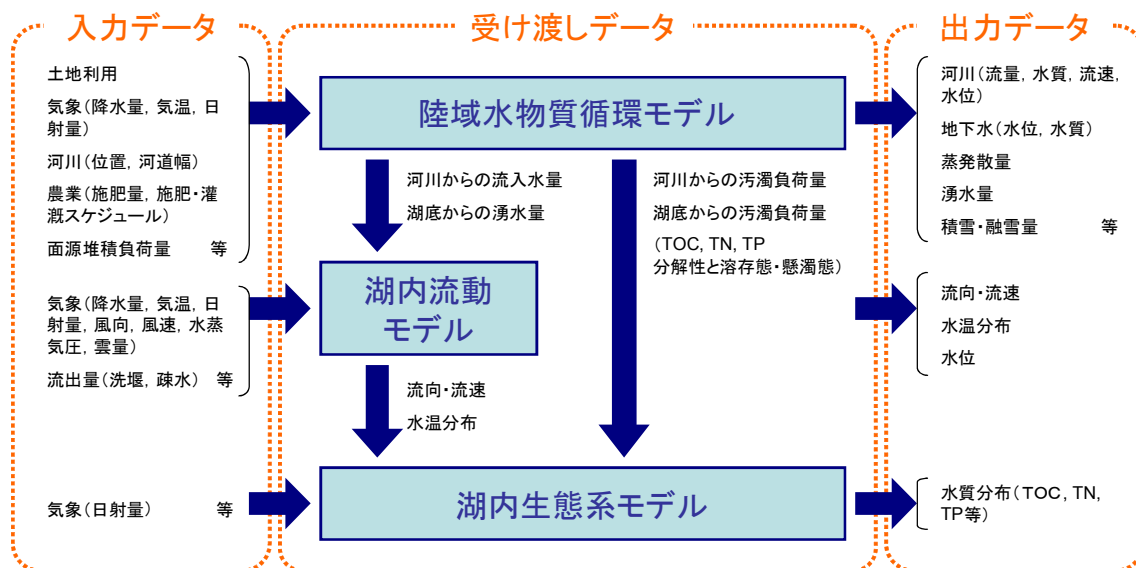 入力データ
土地利用
気象(降水量, 気温, 日
射量)
河川(位置, 河道幅)
農業(施肥量, 施肥・灌
漑スケジュール)
面源堆積負荷量 等
気象(降水量, 気温, 日
射量, 風向, 風速, 水蒸
気圧, 雲量)
流出量(洗堰, 疎水) 等
気象(日射量) 等
受け渡しデータ
陸域水物質循環モデル
河川からの流入水量
湖底からの湧水量
河川からの汚濁負荷量
湖底からの汚濁負荷量
(TOC, TN, TP
分解性と溶存態・懸濁態)
湖内流動
モデル
流向・流速
水温分布
湖内生態系モデル
出力データ
河川(流量, 水質, 流速,
水位)
地下水(水位, 水質)
蒸発散量
湧水量
積雪・融雪量 等
流向・流速
水温分布
水位
水質分布(TOC, TN,
TP等)